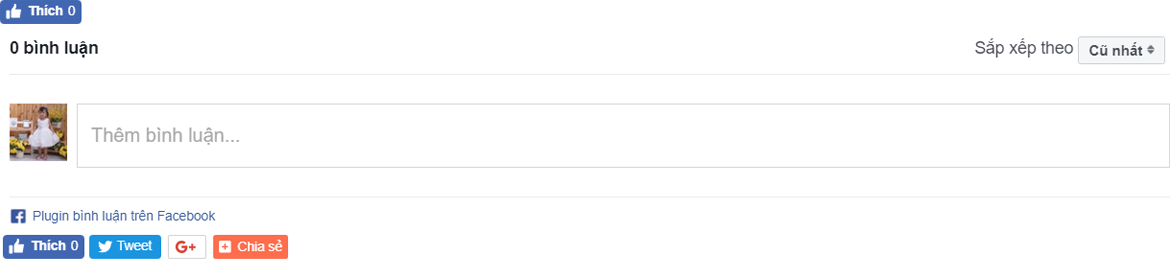 Thích 0
0 bình luận
Sắp xếp theo Cũ nhất
Thêm bình luận...
Plugin bình luận trên Facebook
Thích 0 Tweet G+ Chia sẻ